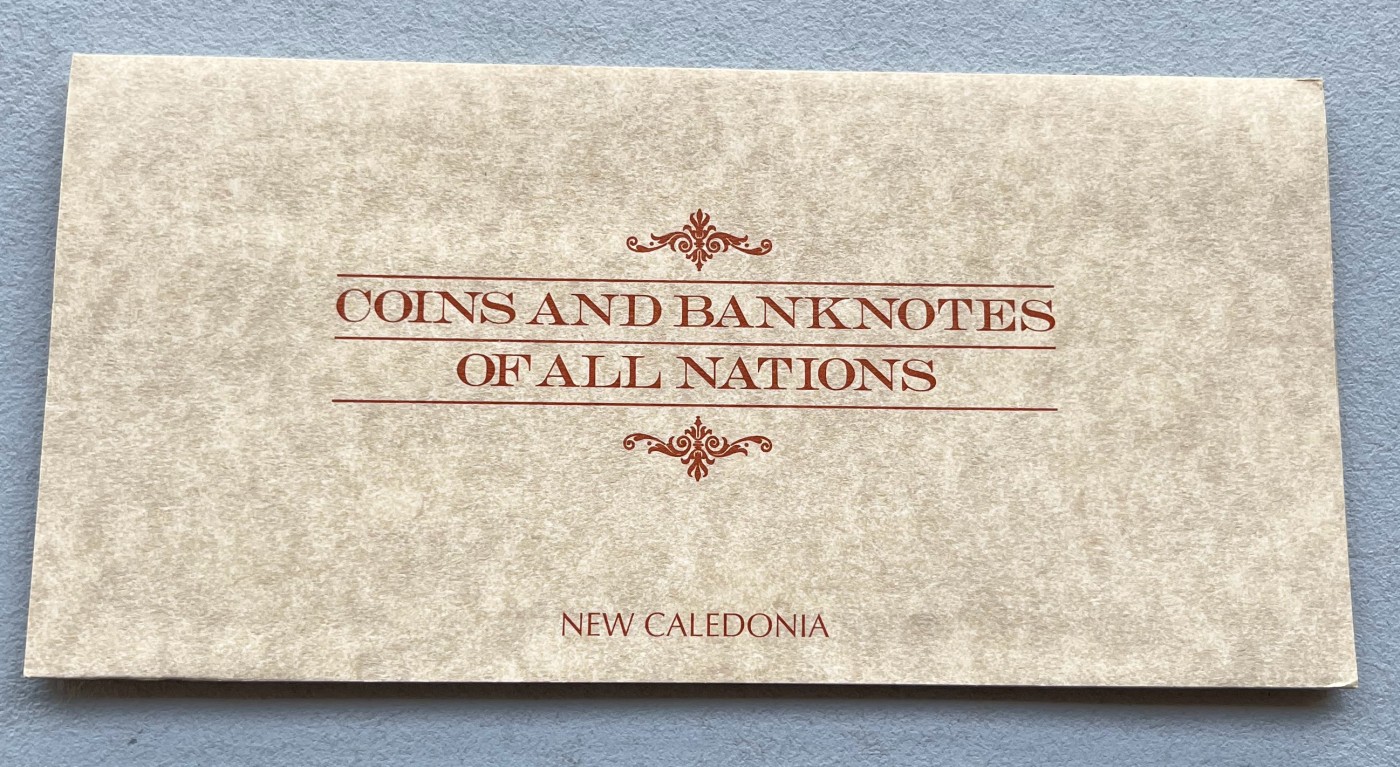 COINS AND BANKNOTES
OF ALL NATIONS
NEW CALEDONIA